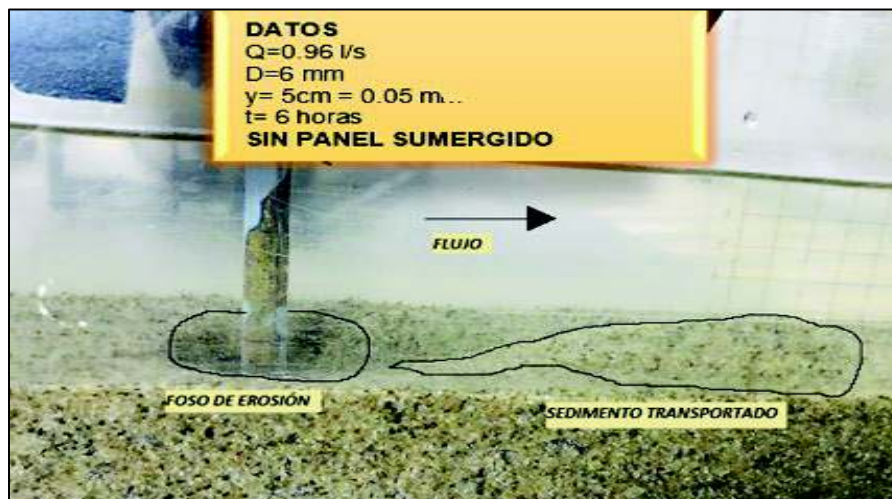 DATOS
Q=0.96 l/s
D=6 mm
y= 5cm = 0.05 m...
t= 6 horas
SIN PANEL SUMERGIDO
FLUJO
FOSO DE EROSIÓN
SEDIMENTO TRANSPORTADO